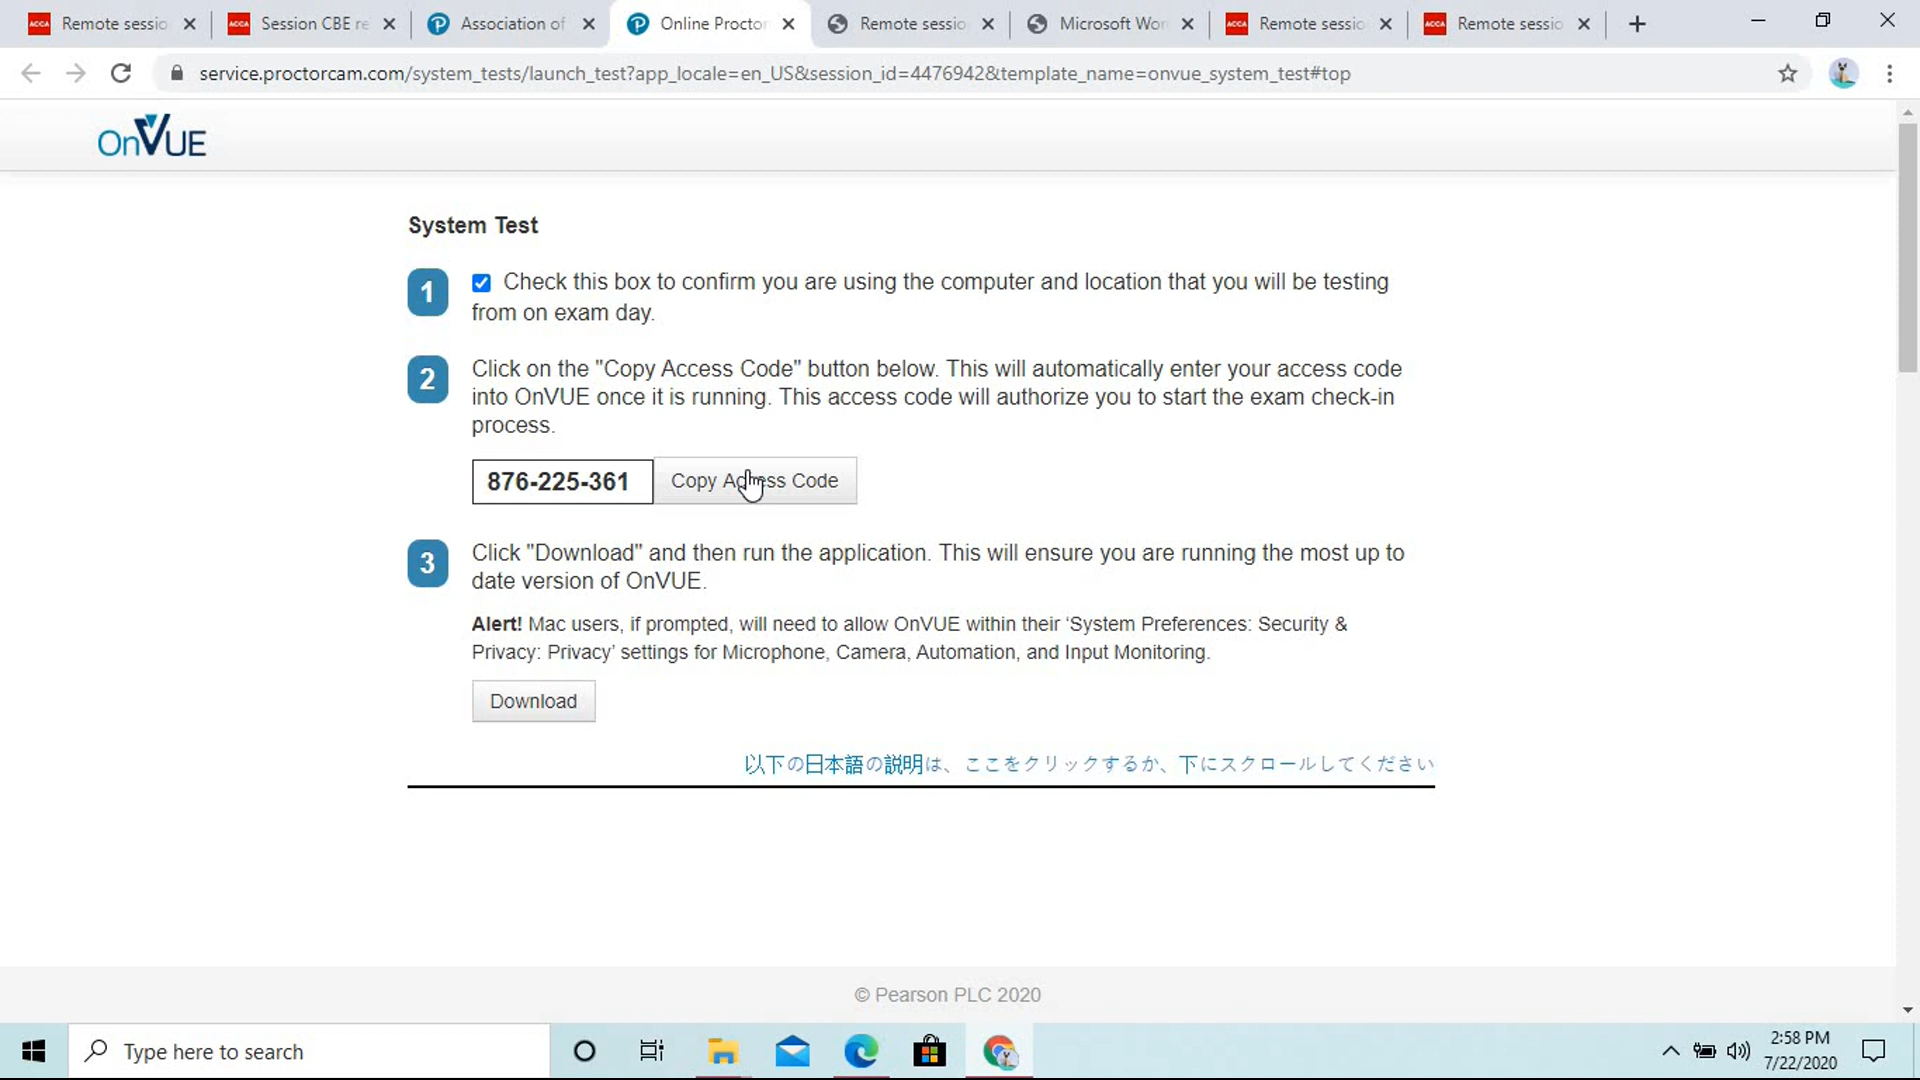 ACCA Remote sessio
ACCA Session CBE re
Association of
Online Proctor
Remote sessio
Microsoft Wor
ACCA Remote sessio
ACCA Remote sessio
service.proctorcam.com/system_tests/launch_test?app_locale=en_US&session_id=4476942&template_name=onvue_system_test#top
OnVUE
System Test
1
Check this box to confirm you are using the computer and location that you will be testing
from on exam day.
2
Click on the "Copy Access Code" button below. This will automatically enter your access code
into OnVUE once it is running. This access code will authorize you to start the exam check-in
process.
876-225-361
Copy Access Code
3
Click "Download" and then run the application. This will ensure you are running the most up to
date version of OnVUE.
Alert! Mac users, if prompted, will need to allow OnVUE within their ‘System Preferences: Security &
Privacy: Privacy’ settings for Microphone, Camera, Automation, and Input Monitoring.
Download
以下の日本語の説明は、ここをクリックするか、下にスクロールしてください
© Pearson PLC 2020
Type here to search
2:58 PM
7/22/2020